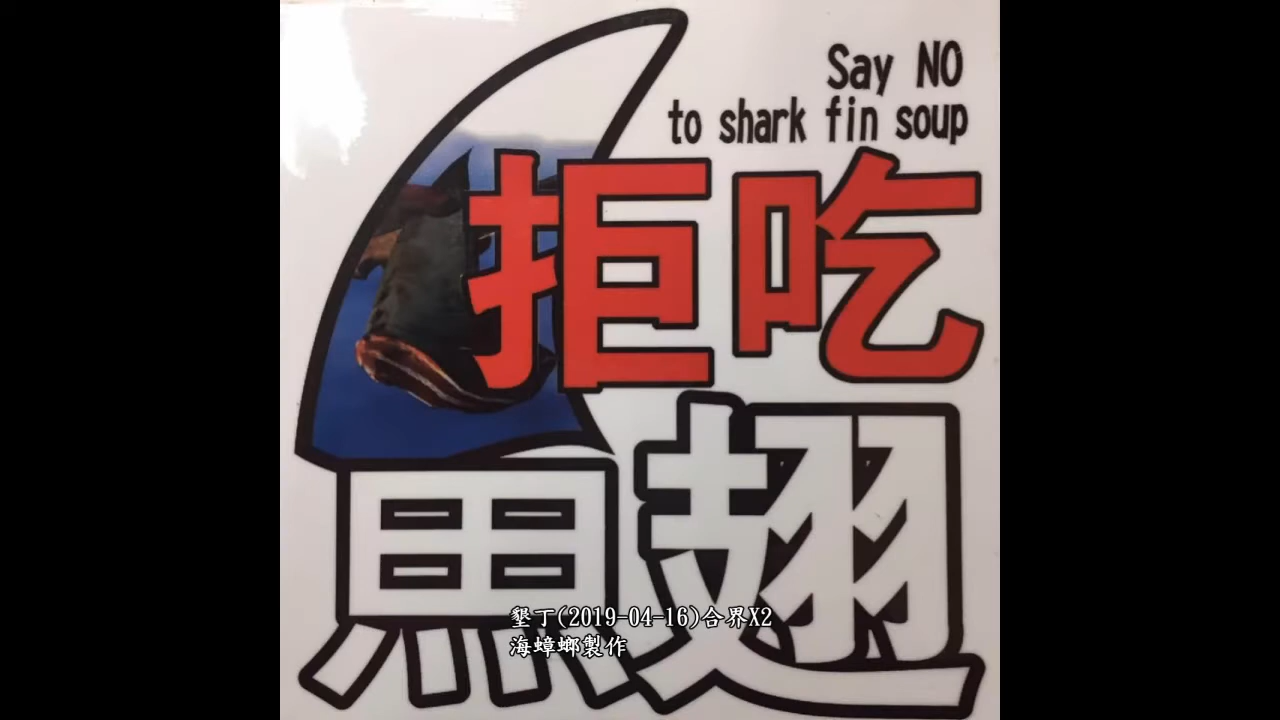 Say NO
to shark fin soup
拒吃
魚翅
墾丁(2019-04-16)合界X2
海蟑螂製作